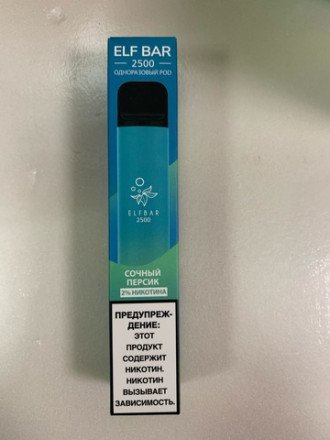 ELF BAR
2500
ОДНОРАЗОВЫЙ POD
ELFBAR
2500
СОЧНЫЙ
ПЕРСИК
2% НИКОТИНА
ПРЕДУПРЕЖ-
ДЕНИЕ:
ЭТОТ
ПРОДУКТ
СОДЕРЖИТ
НИКОТИН.
НИКОТИН
ВЫЗЫВАЕТ
ЗАВИСИМОСТЬ.